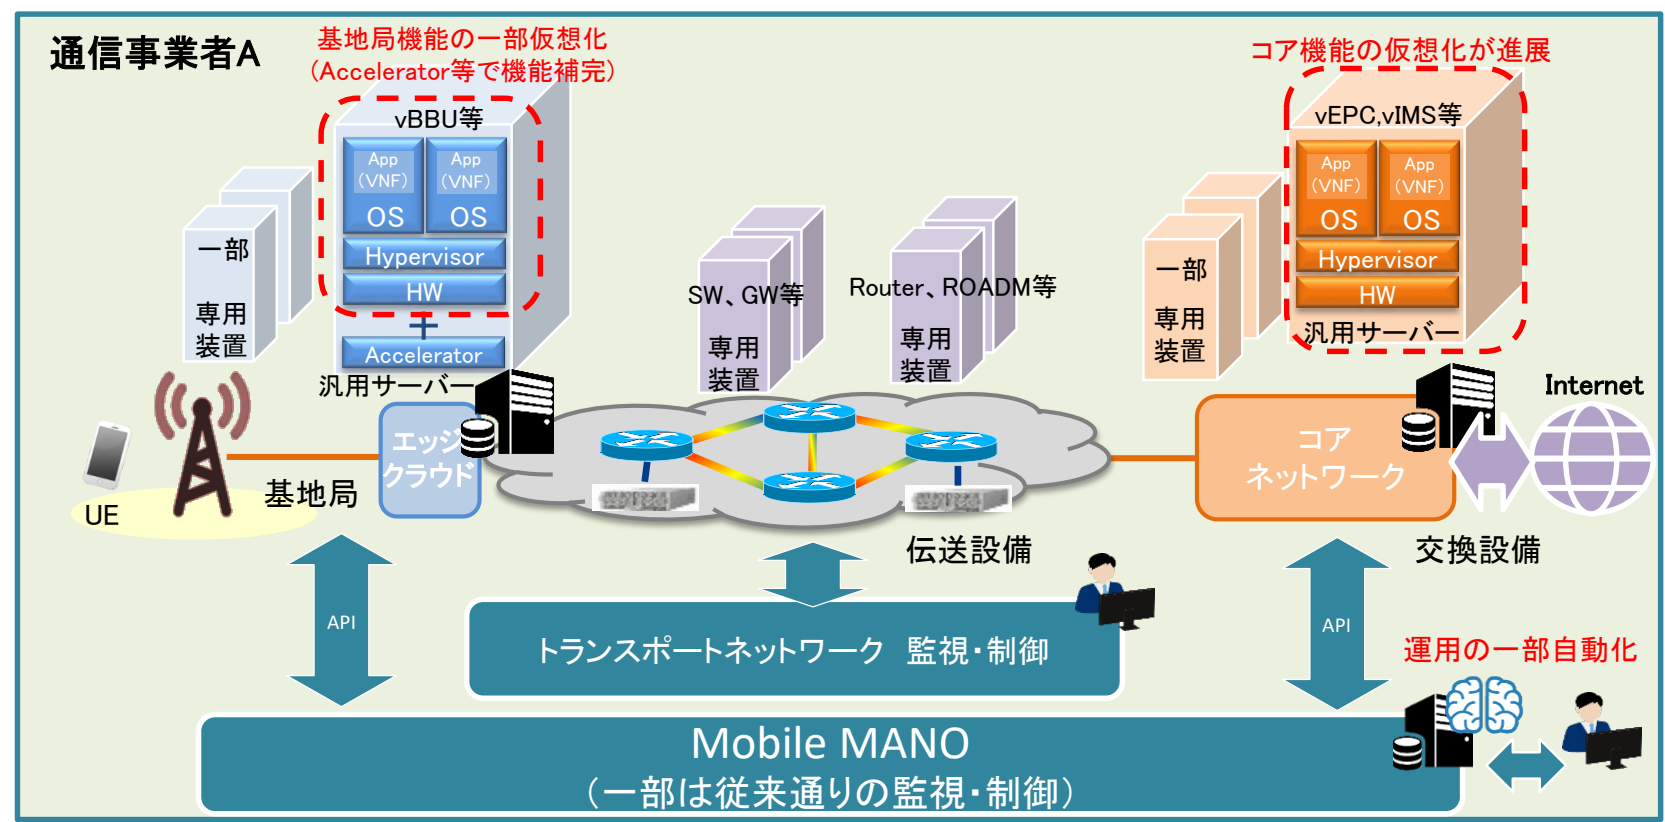 通信事業者A
基地局機能の一部仮想化
(Accelerator等で機能補完)
コア機能の仮想化が進展
vBBU等
App
(VNF)
OS
App
(VNF)
OS
Hypervisor
HW
+
Accelerator
汎用サーバー
一部
専用
装置
SW、GW等
専用
装置
Router、ROADM等
専用
装置
一部
専用
装置
vEPC,vIMS等
App
(VNF)
OS
App
(VNF)
OS
Hypervisor
HW
汎用サーバー
Internet
エッジ
クラウド
コア
ネットワーク
UE
基地局
伝送設備
交換設備
API
トランスポートネットワーク 監視・制御
API
運用の一部自動化
Mobile MANO
(一部は従来通りの監視・制御)